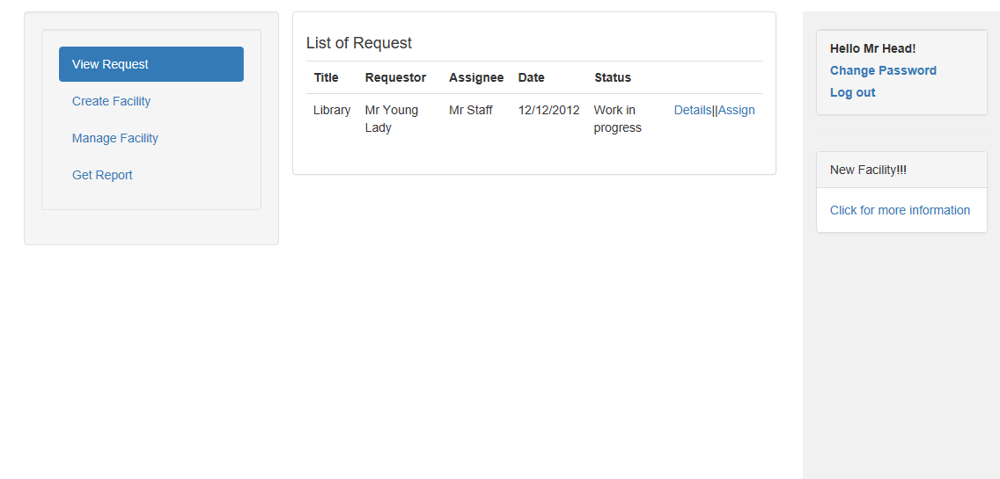 View Request
Create Facility
Manage Facility
Get Report
List of Request
Title Requestor Assignee Date Status
Library Mr Young Mr Staff 12/12/2012 Work in Details||Assign
Lady progress
Hello Mr Head!
Change Password
Log out
New Facility!!!
Click for more information